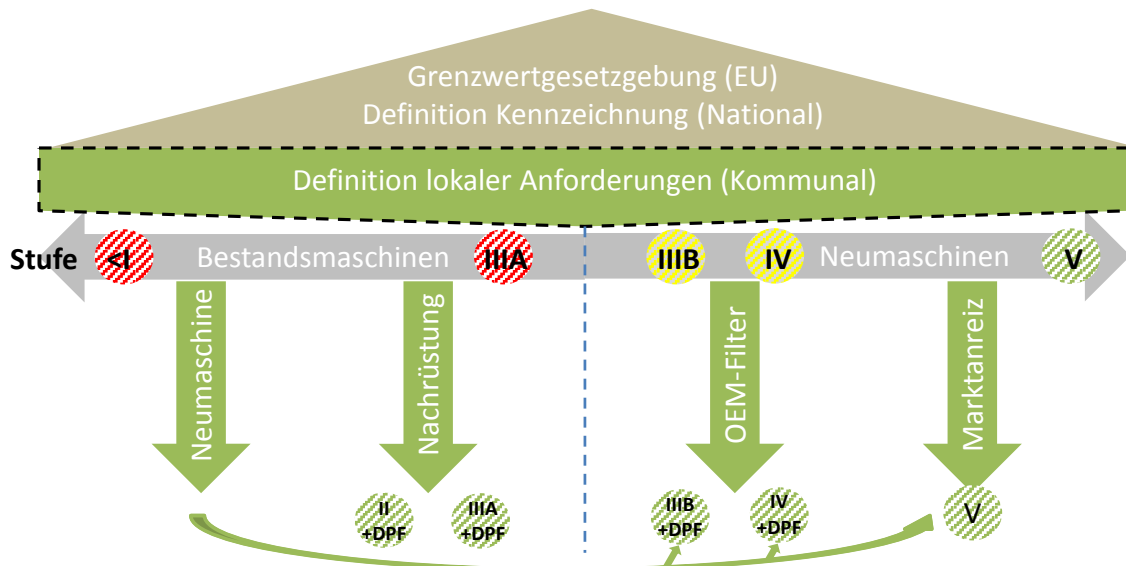 Grenzwertgesetzgebung (EU)
Definition Kennzeichnung (National)
Definition lokaler Anforderungen (Kommunal)
Stufe
<I
Bestandsmaschinen
IIIA
IIIB
IV
Neumaschinen
V
Neumaschine
Nachrüstung
OEM-Filter
Marktanreiz
II
+DPF
IIIA
+DPF
IIIB
+DPF
IV
+DPF
V